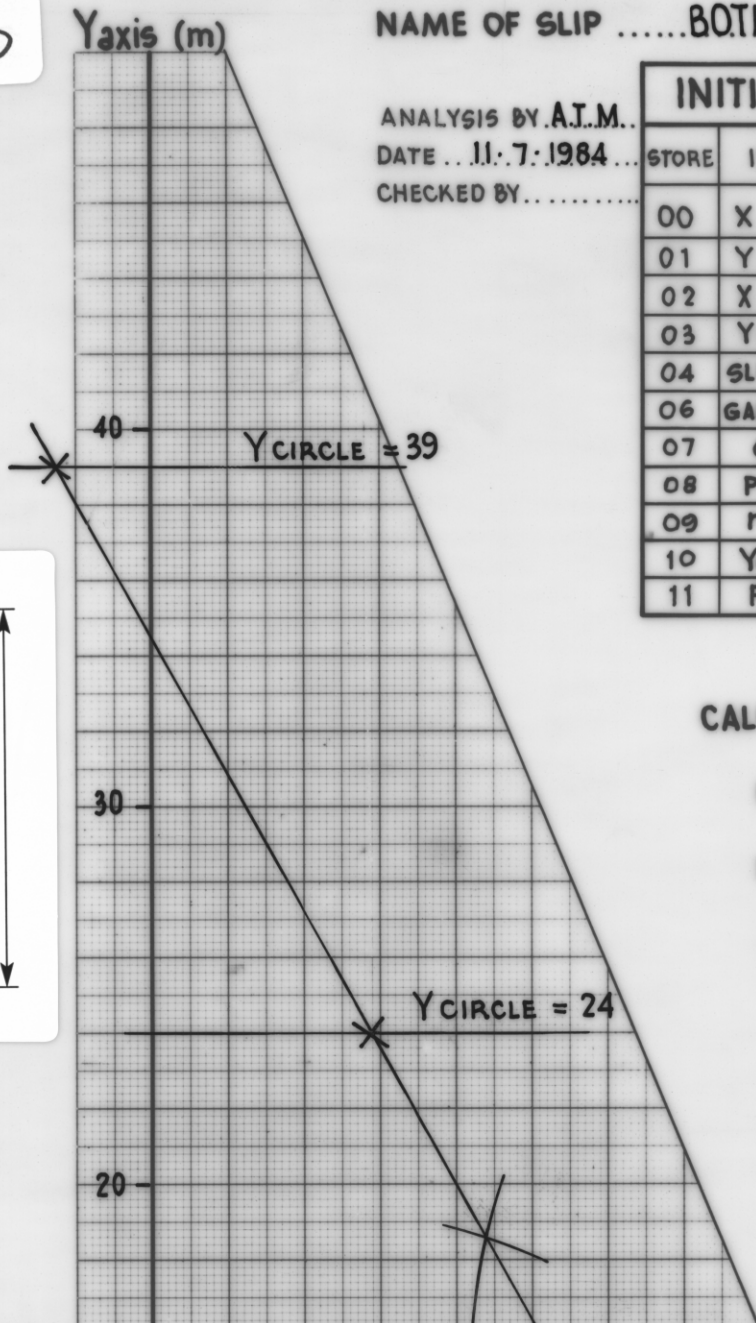 Yaxis (m)
NAME OF SLIP ......BOT
ANALYSIS BY A.T.M..
DATE ...11.7.1984...
CHECKED BY..........
INITI
STORE I
00 X
01 Y
02 X
03 Y
04 SL
06 GA
07
08 P
09
10 Y
11
40
Y CIRCLE = 39
30
CAL
Y CIRCLE = 24
20